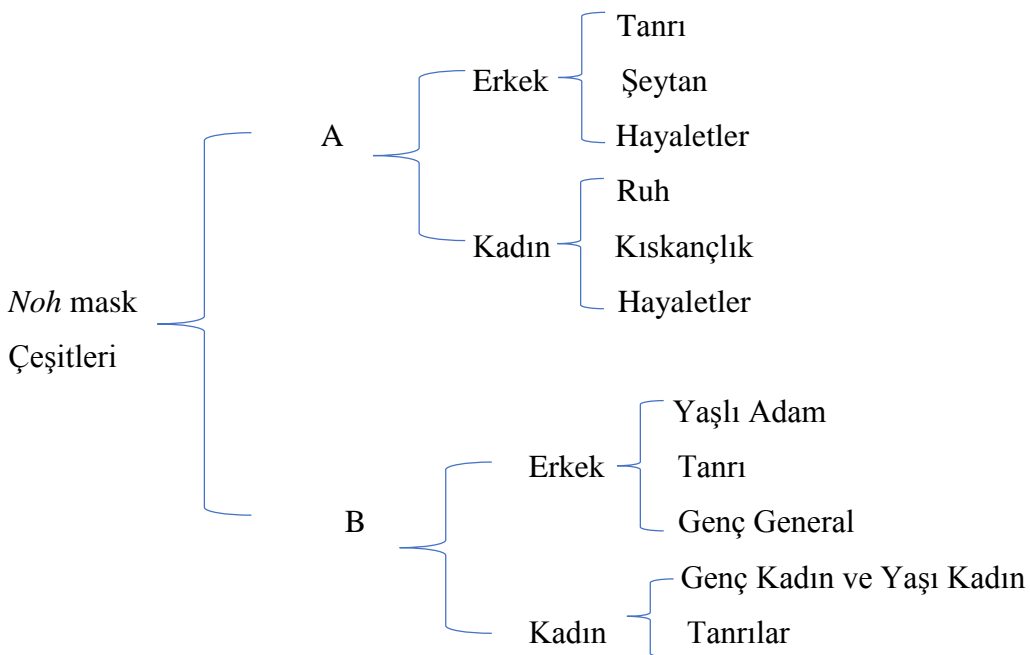 Tanrı
Erkek
Şeytan
A
Hayaletler
Ruh
Kadın
Kıskançlık
Hayaletler
Noh mask
Çeşitleri
Yaşlı Adam
Erkek
Tanrı
B
Genç General
Genç Kadın ve Yaşı Kadın
Kadın
Tanrılar